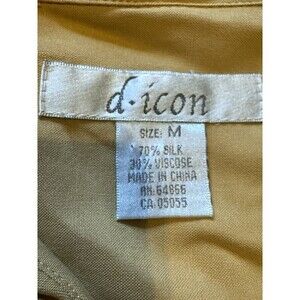 d·icon
SIZE: M
70% SILK
30% VISCOSE
MADE IN CHINA
RN: 64866
CA: 05055